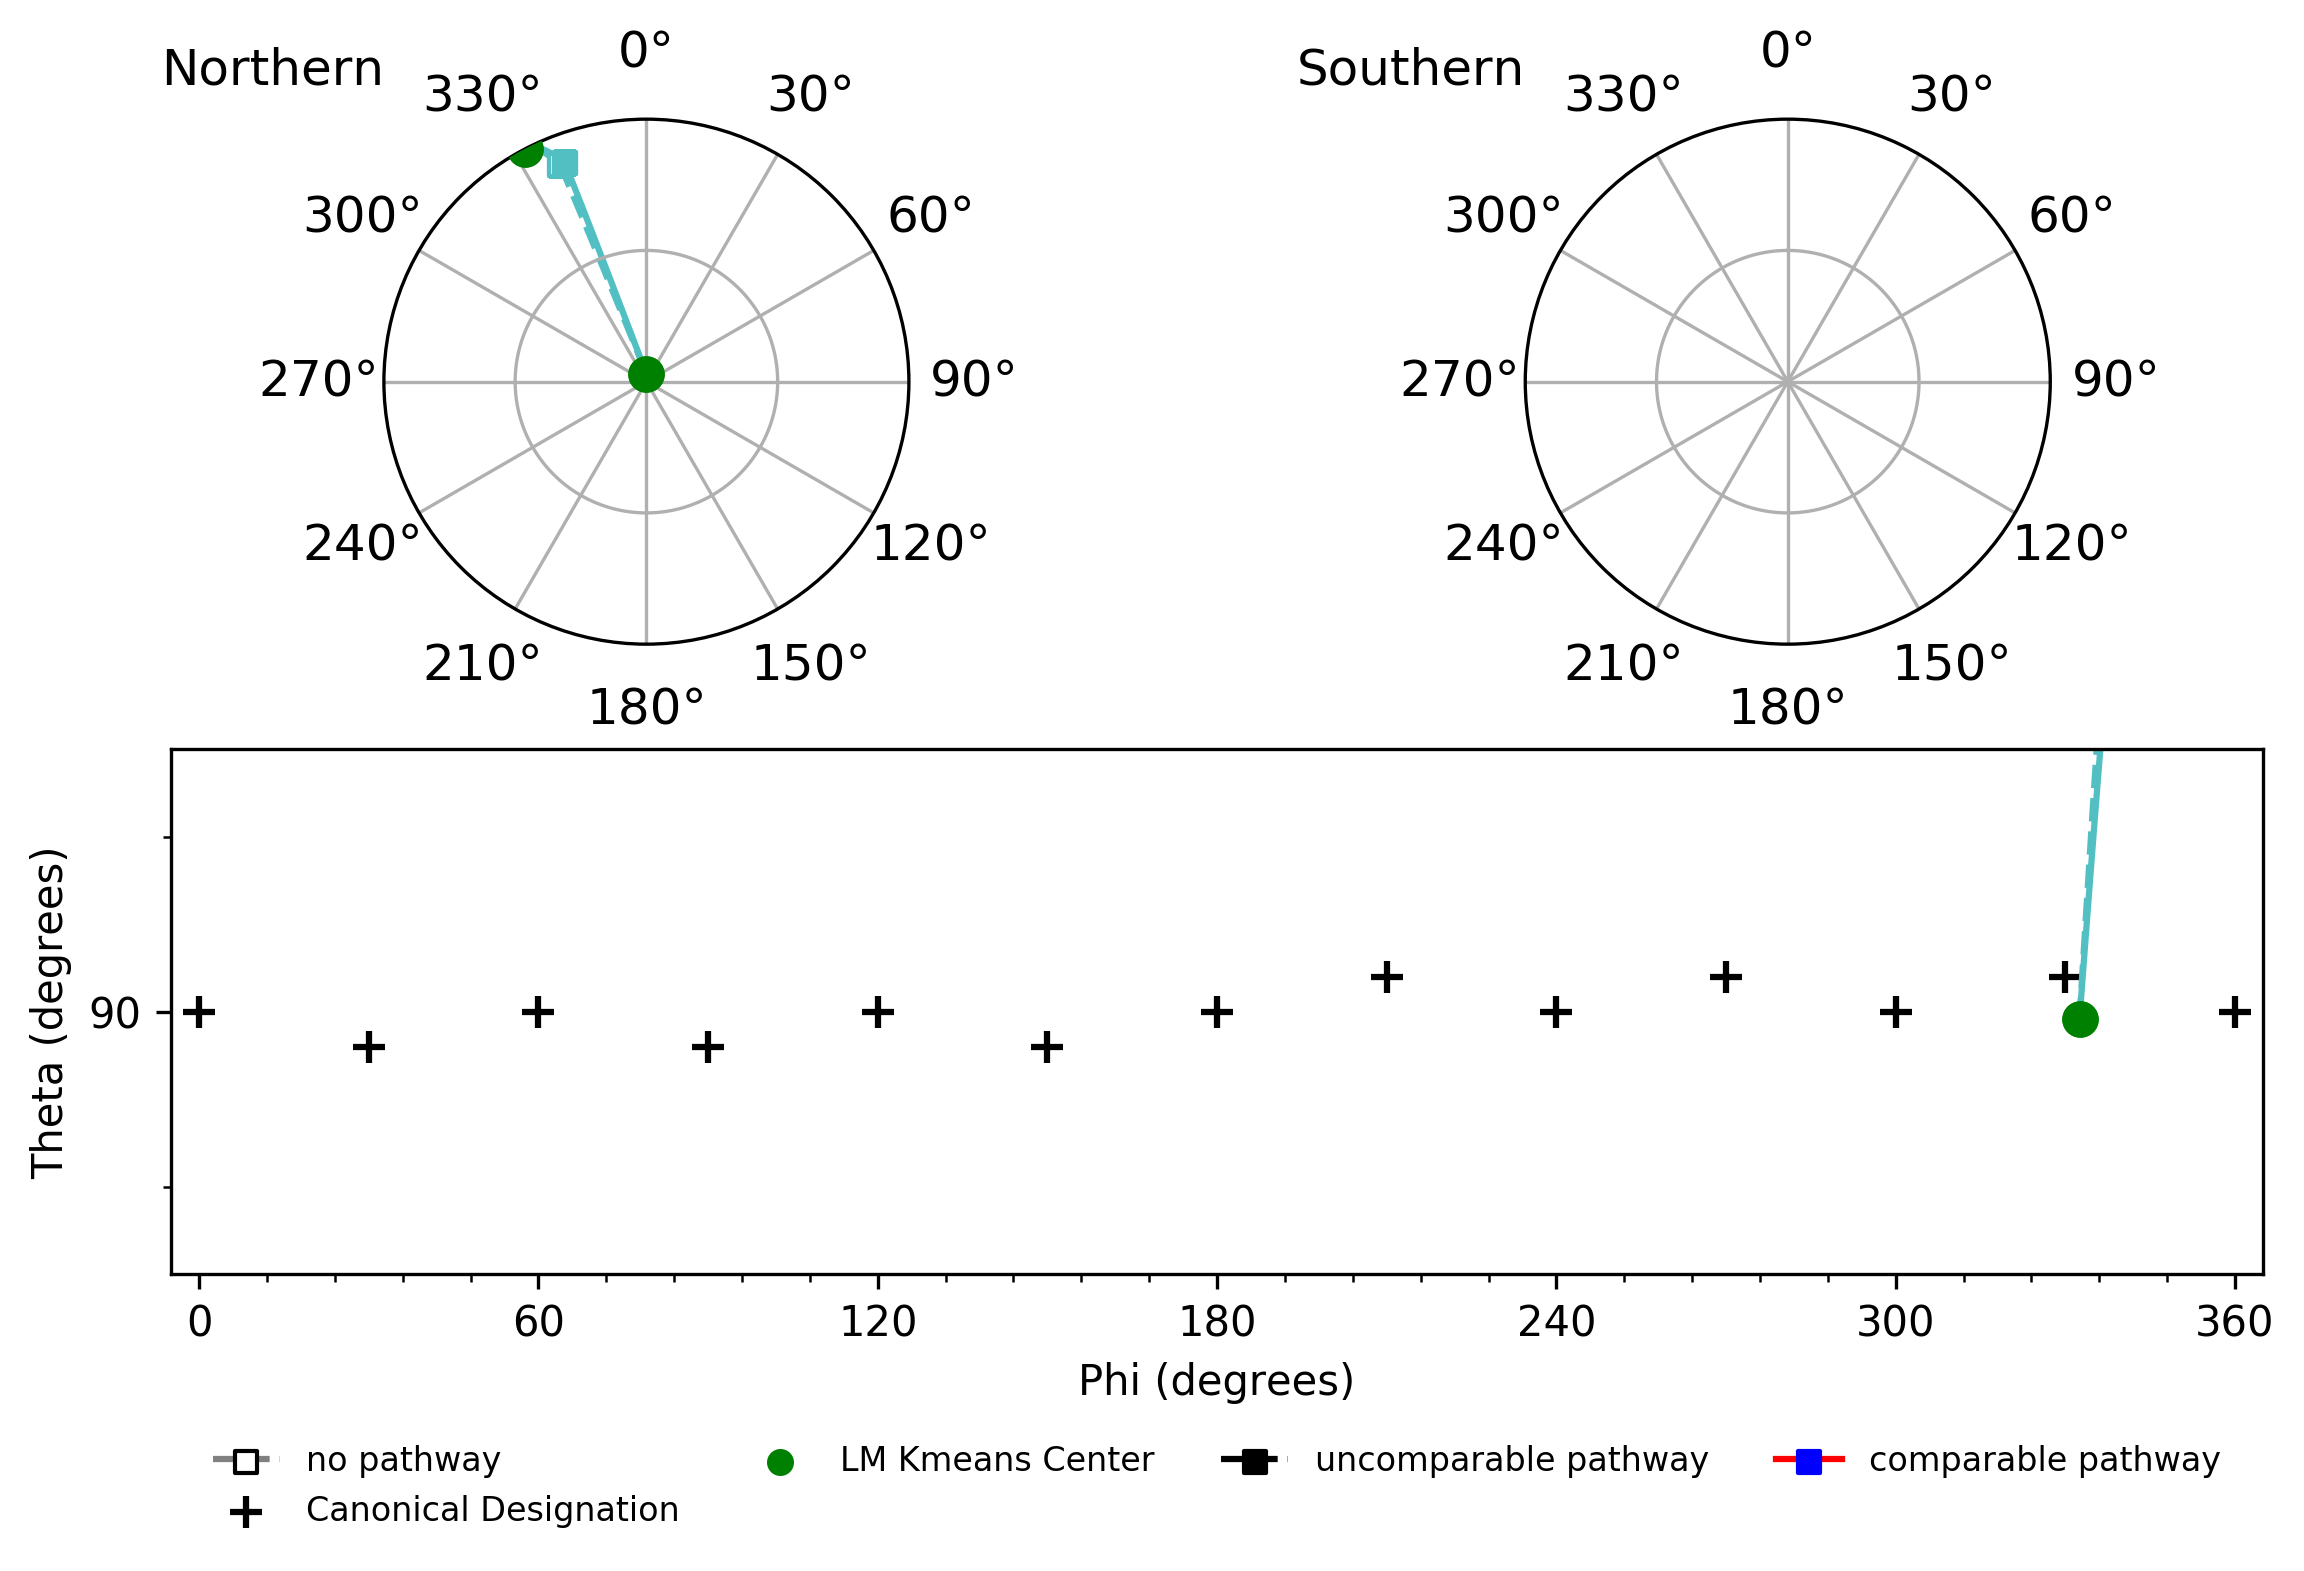 Northern
0°
30°
60°
90°
120°
150°
180°
210°
240°
270°
300°
330°
Southern
0°
30°
60°
90°
120°
150°
180°
210°
240°
270°
300°
330°
Theta (degrees)
90
0 60 120 180 240 300 360
Phi (degrees)
no pathway
Canonical Designation
LM Kmeans Center
uncomparable pathway
comparable pathway